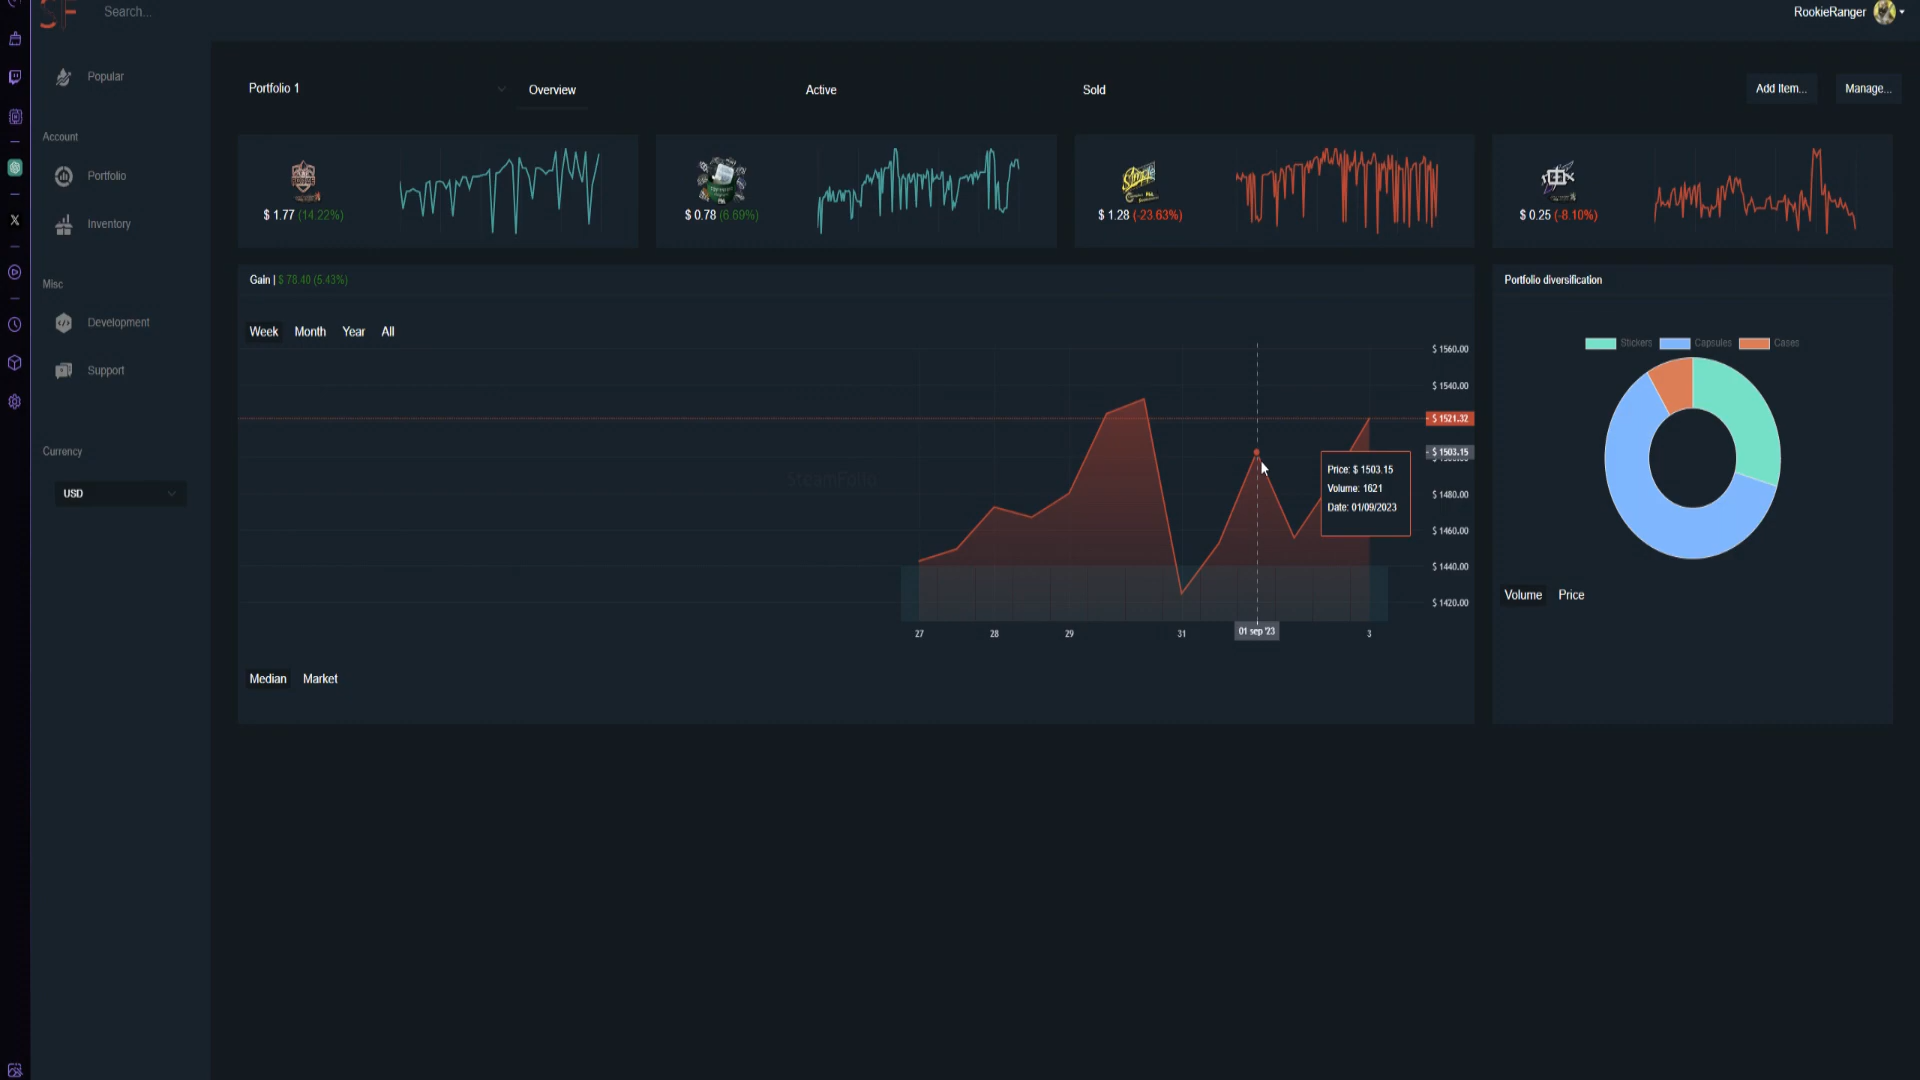 SF
Search...
RookieRanger
Popular
Account
Portfolio
Inventory
Misc
Development
Support
Currency
USD
Portfolio 1
Overview
Active
Sold
Add Item...
Manage...
$ 1.77 (14.22%)
$ 0.78 (6.69%)
$ 1.28 (-23.63%)
$ 0.25 (-8.10%)
Gain | $ 78.40 (5.43%)
Week Month Year All
$ 1560.00
$ 1540.00
$ 1521.32
$ 1503.15
$ 1480.00
$ 1460.00
$ 1440.00
$ 1420.00
SteamFolio
Price: $ 1503.15
Volume: 1621
Date: 01/09/2023
27 28 29 31 01 sep '23 3
Median Market
Portfolio diversification
Stickers Capsules Cases
Volume Price